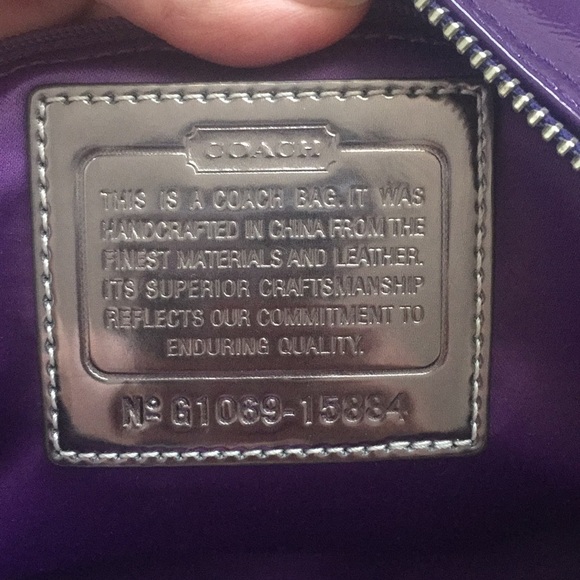 COACH
THIS IS A COACH BAG. IT WAS
HANDCRAFTED IN CHINA FROM THE
FINEST MATERIALS AND LEATHER.
ITS SUPERIOR CRAFTSMANSHIP
REFLECTS OUR COMMITMENT TO
ENDURING QUALITY.
Nº G1069-15884